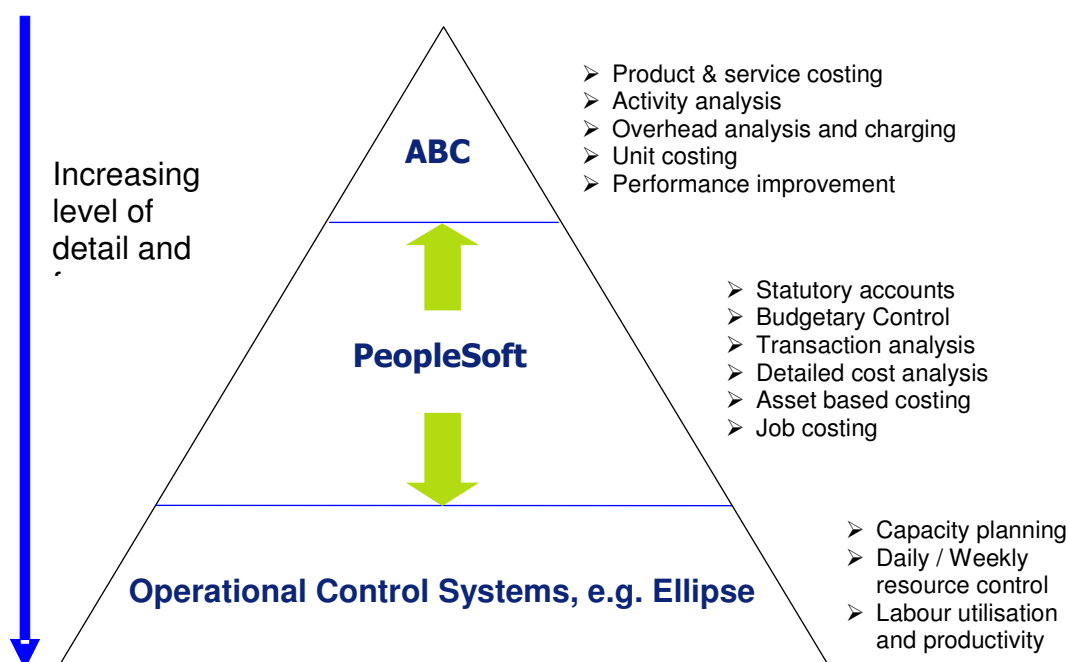 Increasing
level of
detail and
ABC
➢ Product & service costing
➢ Activity analysis
➢ Overhead analysis and charging
➢ Unit costing
➢ Performance improvement
PeopleSoft
➢ Statutory accounts
➢ Budgetary Control
➢ Transaction analysis
➢ Detailed cost analysis
➢ Asset based costing
➢ Job costing
Operational Control Systems, e.g. Ellipse
➢ Capacity planning
➢ Daily / Weekly
resource control
➢ Labour utilisation
and productivity